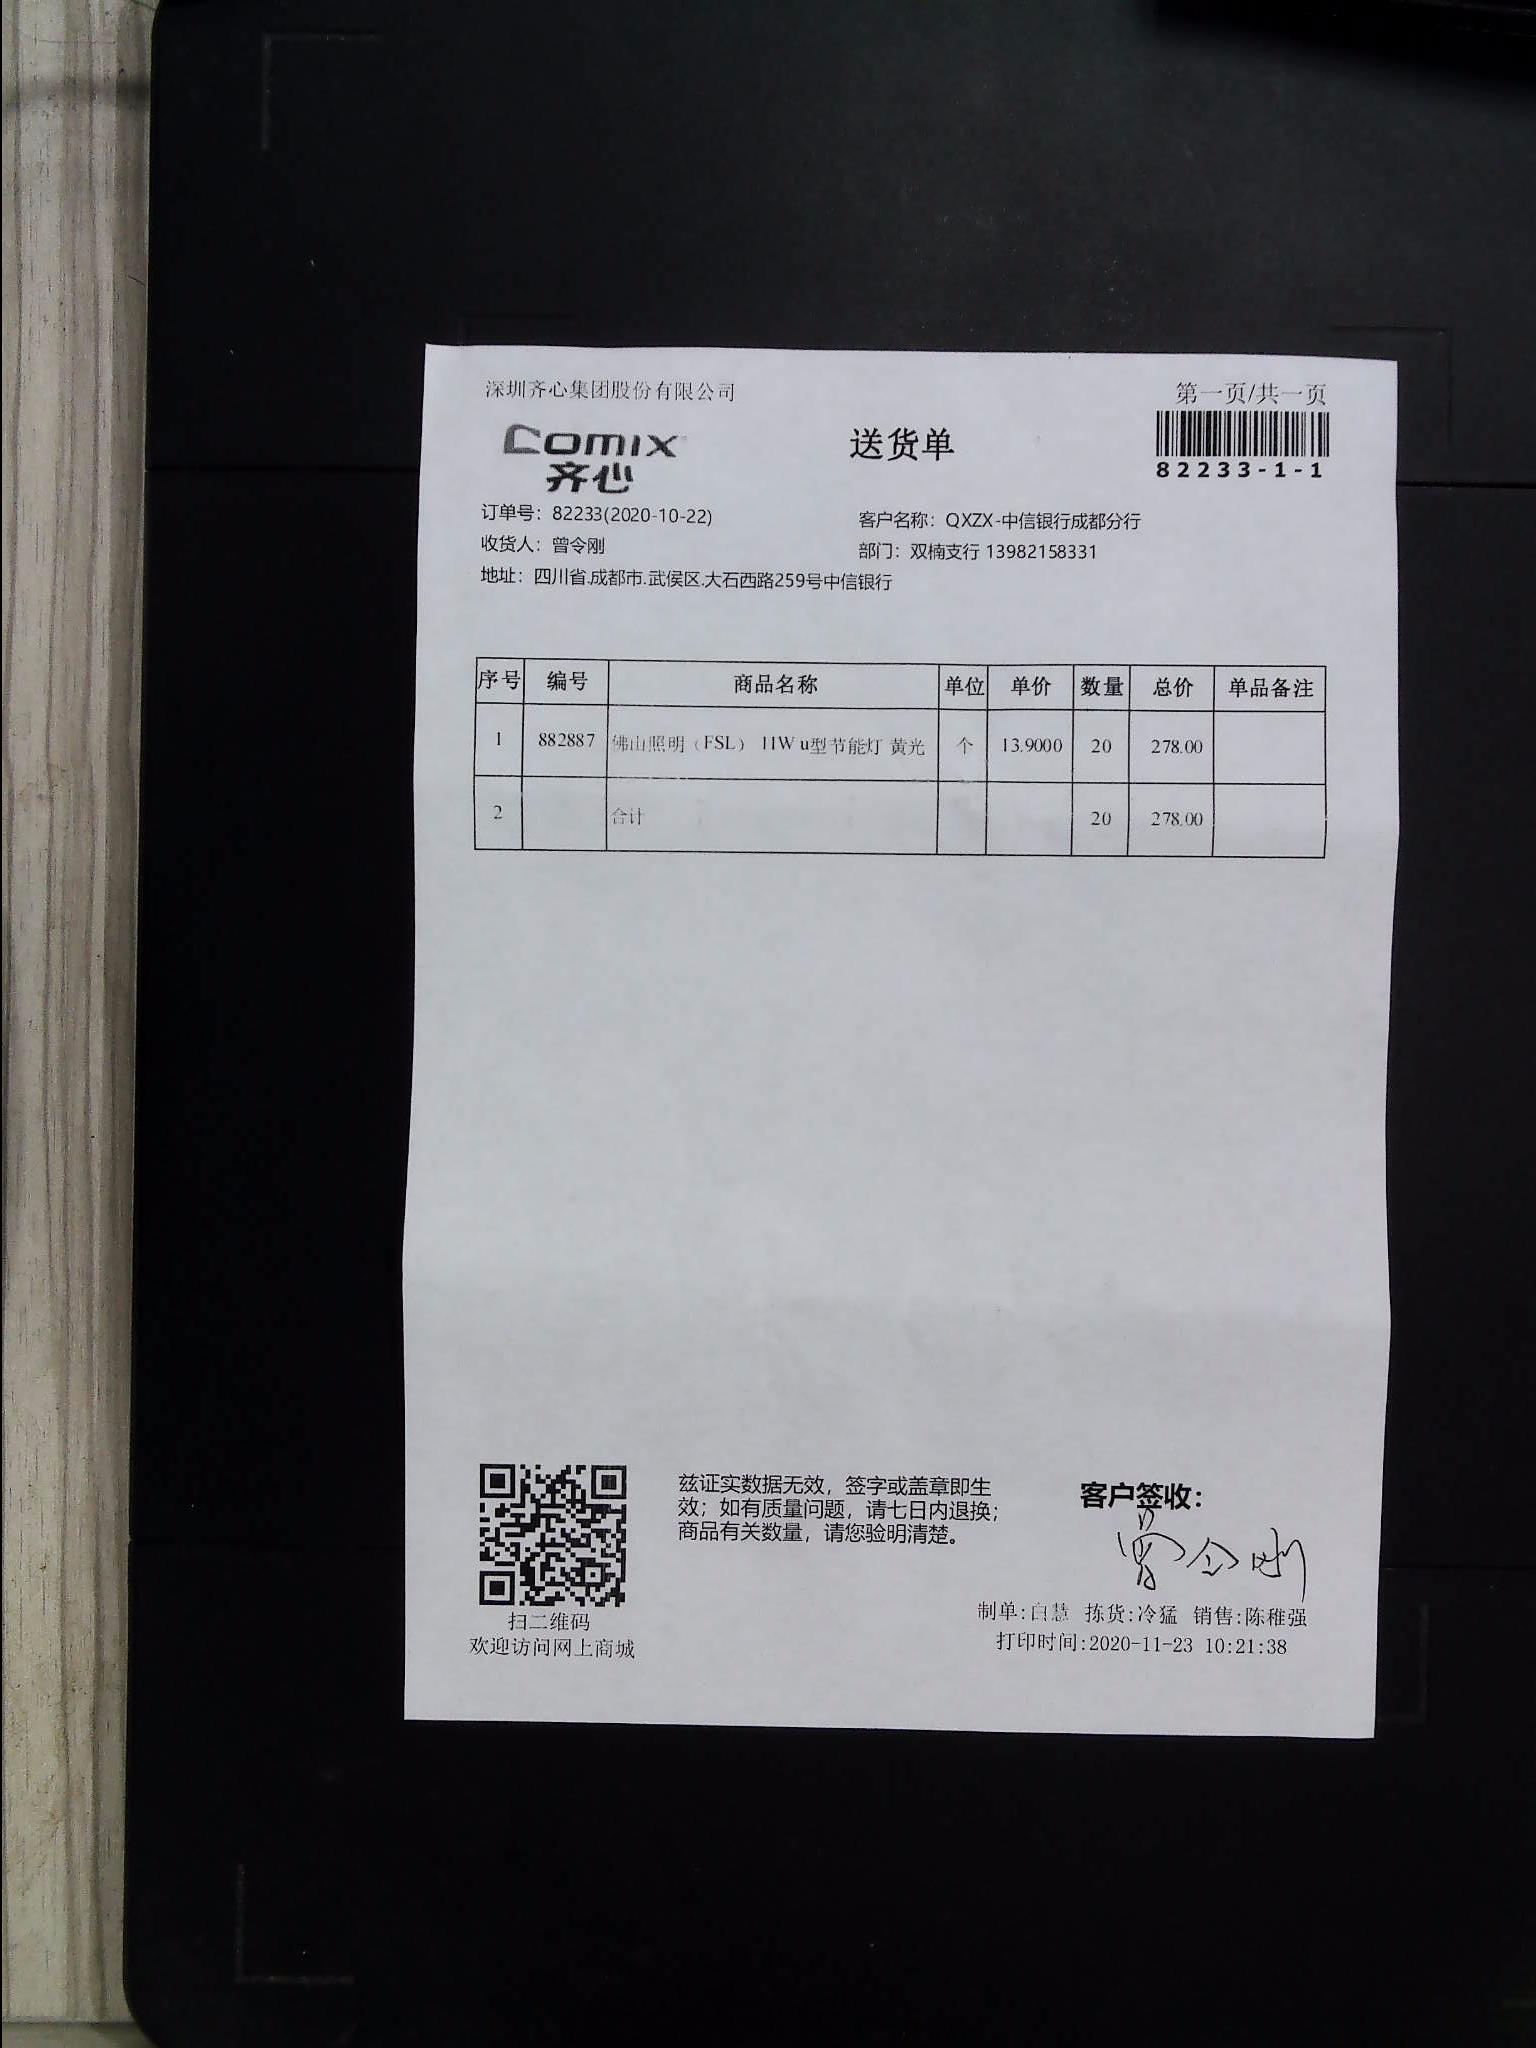 深圳齐心集团股份有限公司
第一页/共一页
COMIX
齐心
送货单
82233-1-1
订单号：82233(2020-10-22)
客户名称：QXZX-中信银行成都分行
收货人：曾令刚
部门：双楠支行 13982158331
地址：四川省.成都市.武侯区.大石西路259号中信银行
序号 编号 商品名称 单位 单价 数量 总价 单品备注
1 882887 佛山照明（FSL） 11W u型节能灯 黄光 个 13.9000 20 278.00
2 合计 20 278.00
兹证实数据无效，签字或盖章即生
效；如有质量问题，请七日内退换；
商品有关数量，请您验明清楚。
客户签收：
曾令刚
扫二维码
欢迎访问网上商城
制单:白慧 拣货:冷猛 销售:陈稚强
打印时间:2020-11-23 10:21:38